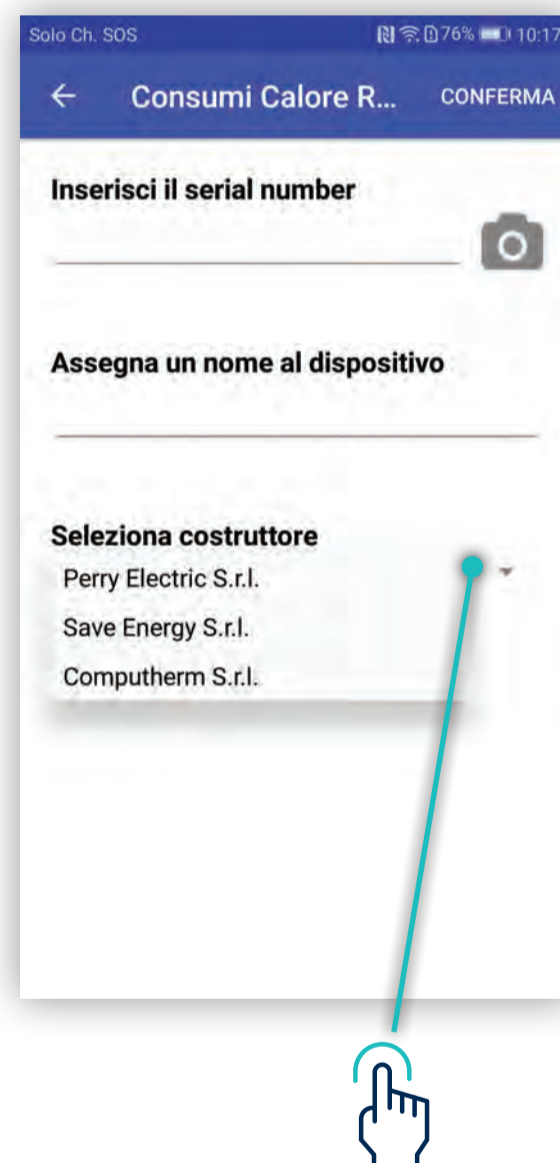 Solo Ch. SOS 76% 10:17
Consumi Calore R... CONFERMA
Inserisci il serial number
Assegna un nome al dispositivo
Seleziona costruttore
Perry Electric S.r.l.
Save Energy S.r.l.
Computherm S.r.l.